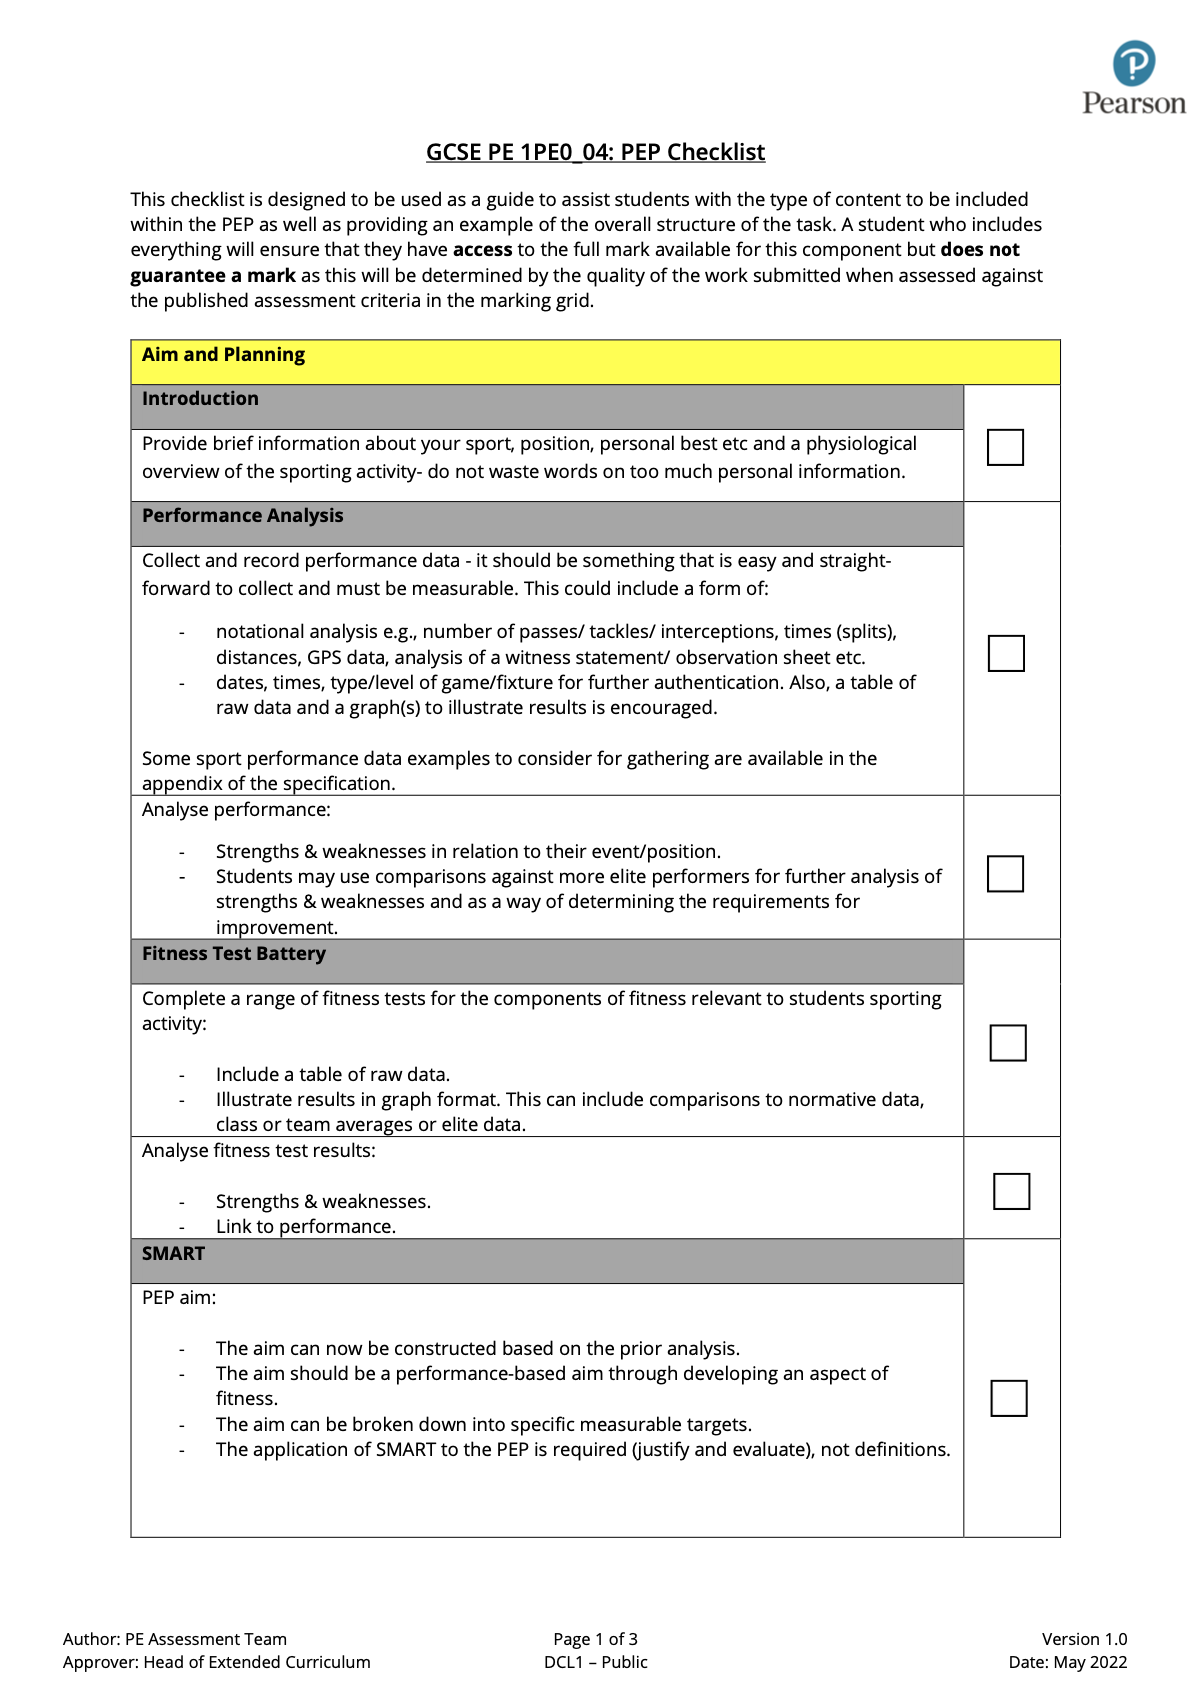 Pearson
GCSE PE 1PE0_04: PEP Checklist
This checklist is designed to be used as a guide to assist students with the type of content to be included
within the PEP as well as providing an example of the overall structure of the task. A student who includes
everything will ensure that they have access to the full mark available for this component but does not
guarantee a mark as this will be determined by the quality of the work submitted when assessed against
the published assessment criteria in the marking grid.
Aim and Planning
Introduction
Provide brief information about your sport, position, personal best etc and a physiological
overview of the sporting activity- do not waste words on too much personal information.
Performance Analysis
Collect and record performance data - it should be something that is easy and straight-
forward to collect and must be measurable. This could include a form of:
- notational analysis e.g., number of passes/ tackles/ interceptions, times (splits),
distances, GPS data, analysis of a witness statement/ observation sheet etc.
- dates, times, type/level of game/fixture for further authentication. Also, a table of
raw data and a graph(s) to illustrate results is encouraged.
Some sport performance data examples to consider for gathering are available in the
appendix of the specification.
Analyse performance:
- Strengths & weaknesses in relation to their event/position.
- Students may use comparisons against more elite performers for further analysis of
strengths & weaknesses and as a way of determining the requirements for
improvement.
Fitness Test Battery
Complete a range of fitness tests for the components of fitness relevant to students sporting
activity:
- Include a table of raw data.
- Illustrate results in graph format. This can include comparisons to normative data,
class or team averages or elite data.
Analyse fitness test results:
- Strengths & weaknesses.
- Link to performance.
SMART
PEP aim:
- The aim can now be constructed based on the prior analysis.
- The aim should be a performance-based aim through developing an aspect of
fitness.
- The aim can be broken down into specific measurable targets.
- The application of SMART to the PEP is required (justify and evaluate), not definitions.
Author: PE Assessment Team Page 1 of 3 Version 1.0
Approver: Head of Extended Curriculum DCL1 – Public Date: May 2022